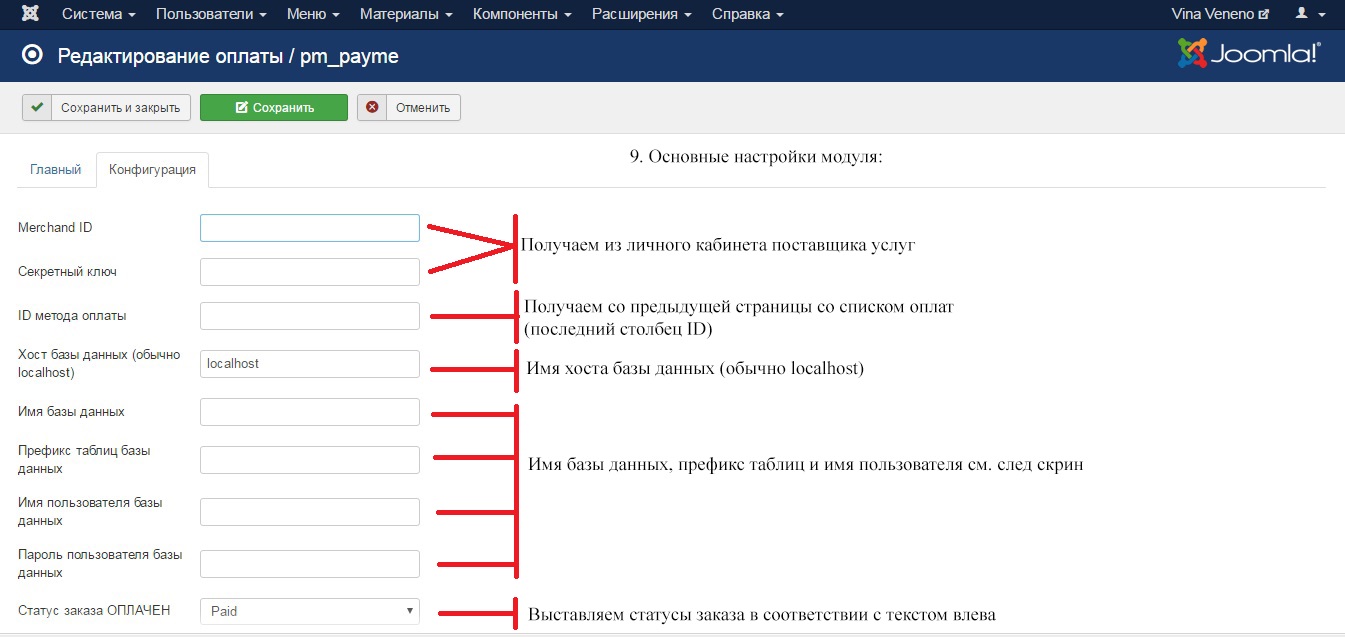 Система Пользователи Меню Материалы Компоненты Расширения Справка Vina Veneno
Редактирование оплаты / pm_payme
Joomla!®
Сохранить и закрыть Сохранить Отменить
9. Основные настройки модуля:
Главный Конфигурация
Merchand ID
Секретный ключ
Получаем из личного кабинета поставщика услуг
ID метода оплаты
Получаем со предыдущей страницы со списком оплат
(последний столбец ID)
Хост базы данных (обычно
localhost)
localhost
Имя хоста базы данных (обычно localhost)
Имя базы данных
Префикс таблиц базы
данных
Имя базы данных, префикс таблиц и имя пользователя см. след скрин
Имя пользователя базы
данных
Пароль пользователя базы
данных
Статус заказа ОПЛАЧЕН
Paid
Выставляем статусы заказа в соответствии с текстом влева